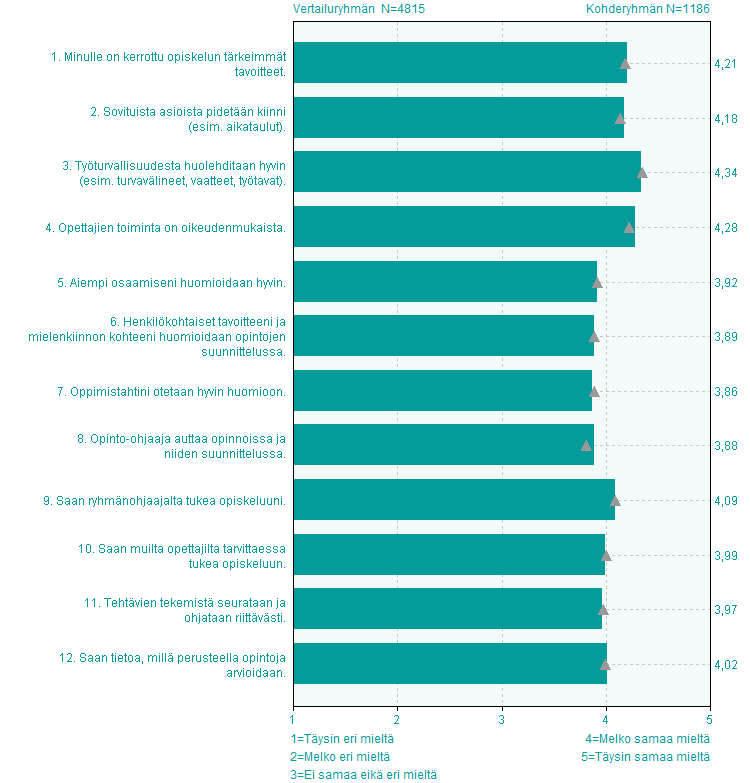 Vertailuryhmän N=4815
Kohderyhmän N=1186
1. Minulle on kerrottu opiskelun tärkeimmät
tavoitteet.
4,21
2. Sovituista asioista pidetään kiinni
(esim. aikataulut).
4,18
3. Työturvallisuudesta huolehditaan hyvin
(esim. turvavälineet, vaatteet, työtavat).
4,34
4. Opettajien toiminta on oikeudenmukaista.
4,28
5. Aiempi osaamiseni huomioidaan hyvin.
3,92
6. Henkilökohtaiset tavoitteeni ja
mielenkiinnon kohteeni huomioidaan opintojen
suunnittelussa.
3,89
7. Oppimistahtini otetaan hyvin huomioon.
3,86
8. Opinto-ohjaaja auttaa opinnoissa ja
niiden suunnittelussa.
3,88
9. Saan ryhmänohjaajalta tukea opiskeluuni.
4,09
10. Saan muilta opettajilta tarvittaessa
tukea opiskeluun.
3,99
11. Tehtävien tekemistä seurataan ja
ohjataan riittävästi.
3,97
12. Saan tietoa, millä perusteella opintoja
arvioidaan.
4,02
1 2 3 4 5
1=Täysin eri mieltä
2=Melko eri mieltä
3=Ei samaa eikä eri mieltä
4=Melko samaa mieltä
5=Täysin samaa mieltä